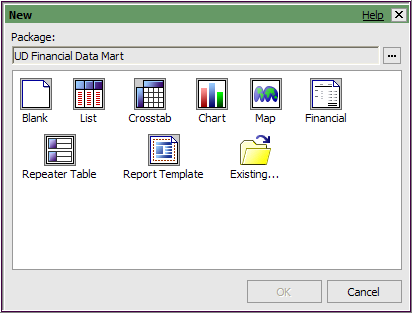 New Help
Package:
UD Financial Data Mart ...
Blank List Crosstab Chart Map Financial
Repeater Table Report Template Existing...
OK Cancel